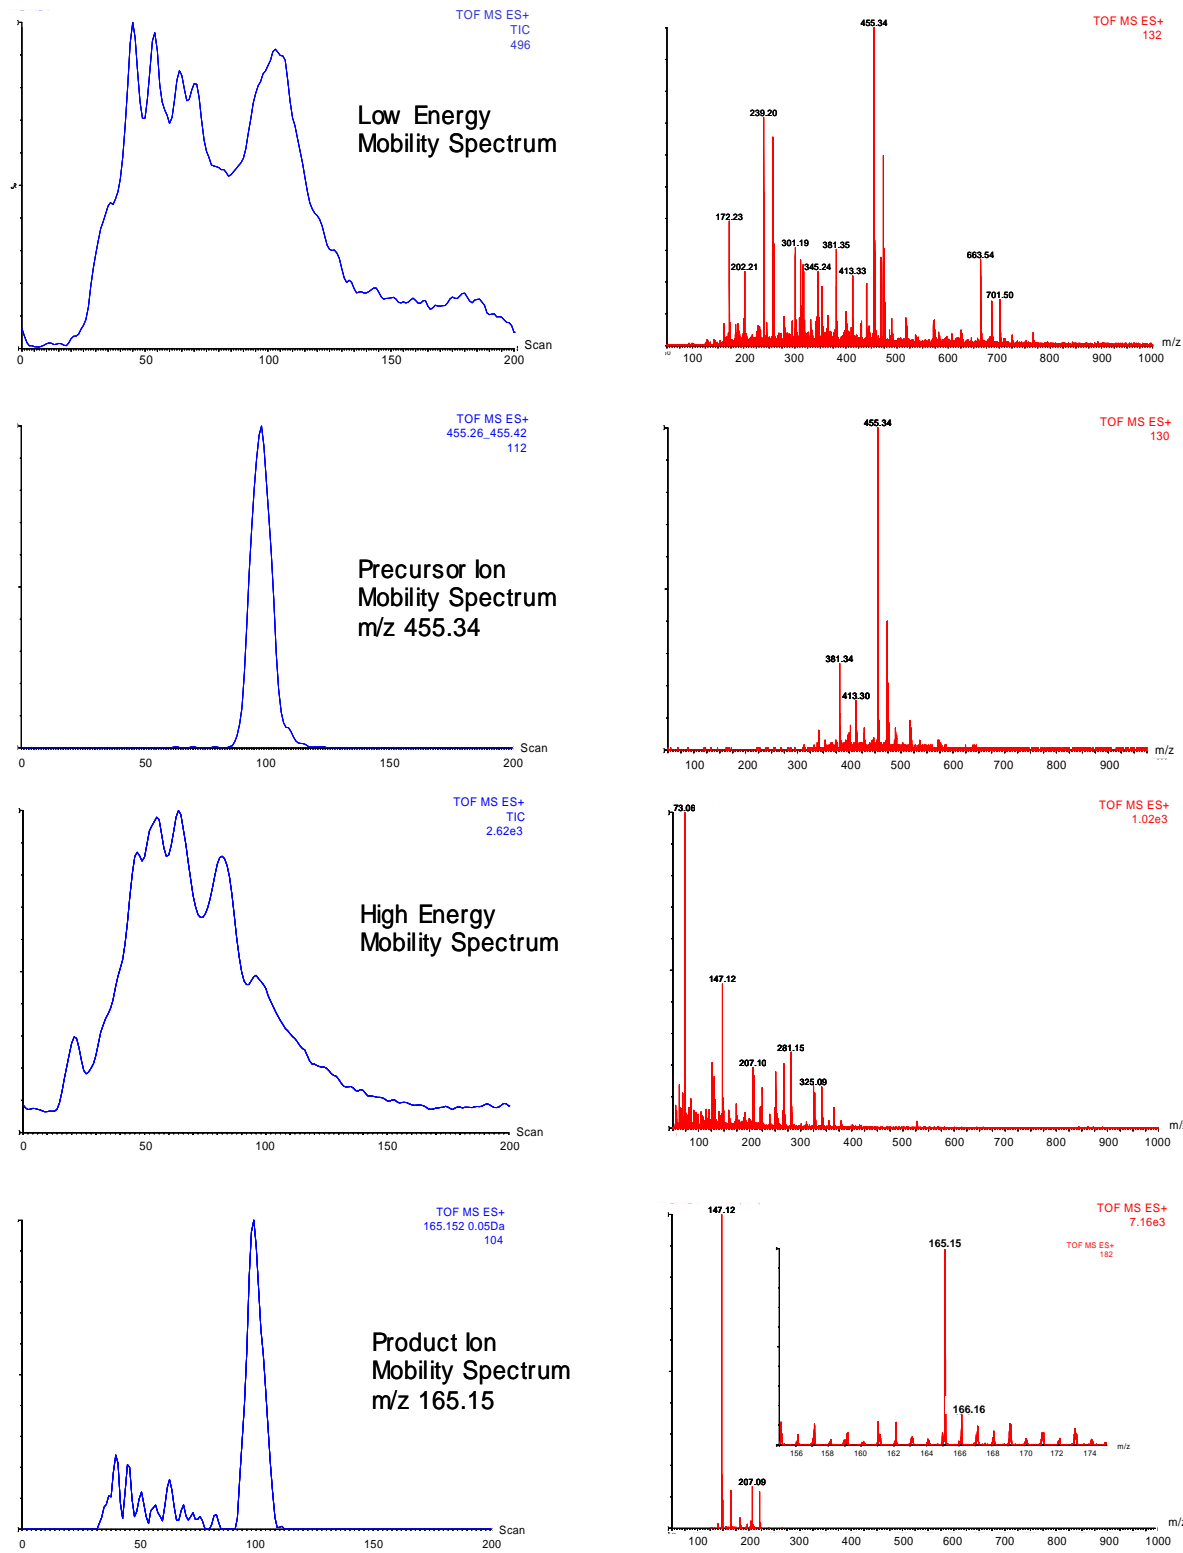 TOF MS ES+
TIC
496
Low Energy
Mobility Spectrum
%
Scan
0 50 100 150 200
TOF MS ES+
132
455.34
239.20
172.23
202.21
301.19
345.24
381.35
413.33
663.54
701.50
m/z
100 200 300 400 500 600 700 800 900 1000
TOF MS ES+
455.26_455.42
112
Precursor Ion
Mobility Spectrum
m/z 455.34
Scan
0 50 100 150 200
TOF MS ES+
130
455.34
381.34
413.30
m/z
100 200 300 400 500 600 700 800 900
TOF MS ES+
TIC
2.62e3
High Energy
Mobility Spectrum
Scan
0 50 100 150 200
TOF MS ES+
1.02e3
73.06
147.12
207.10
281.15
325.09
m/z
100 200 300 400 500 600 700 800 900 1000
TOF MS ES+
165.152 0.05Da
104
Product Ion
Mobility Spectrum
m/z 165.15
Scan
0 50 100 150 200
TOF MS ES+
7.16e3
147.12
207.09
TOF MS ES+
182
165.15
166.16
m/z
156 158 160 162 164 166 168 170 172 174
m/z
100 200 300 400 500 600 700 800 900 1000